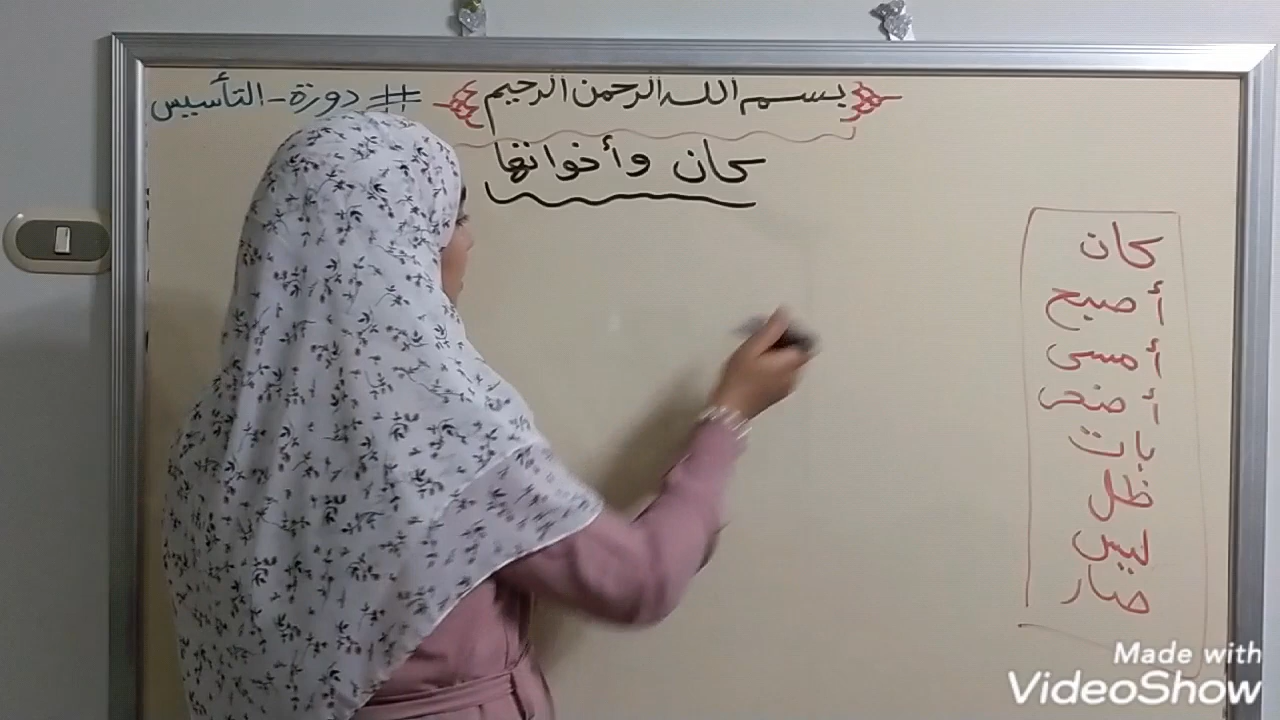 بسم الله الرحمن الرحيم
# دورة - التأسيس
كان وأخواتها
كان
أصبح
أمسى
أضحى
بات
ظل
ليس
صار
Made with
VideoShow